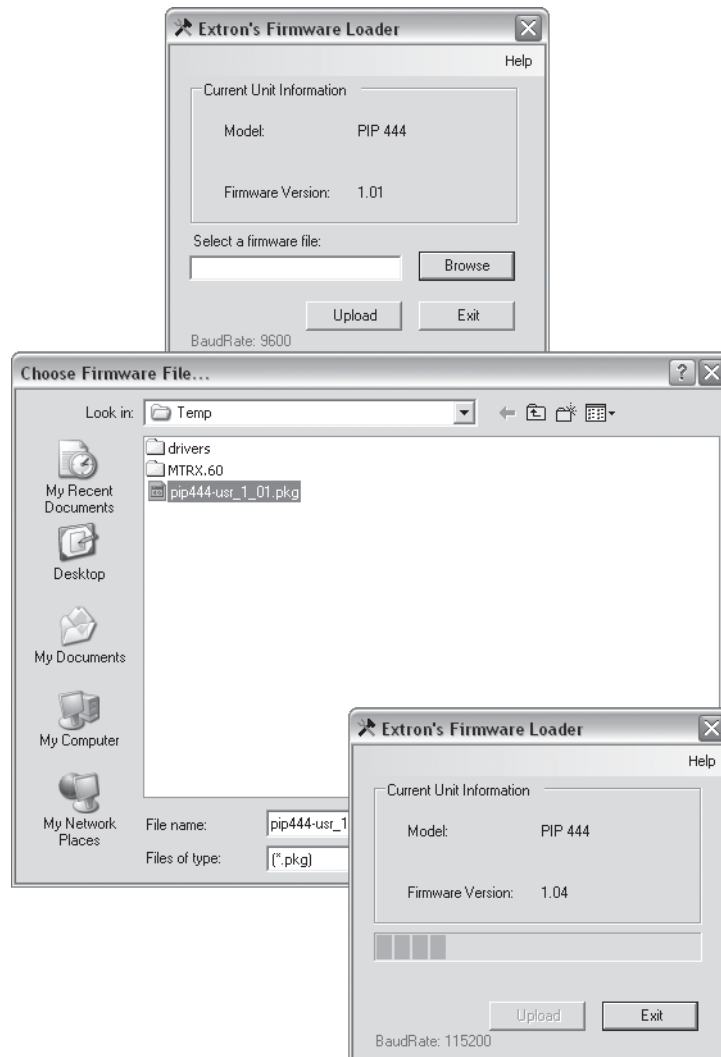 Extron's Firmware Loader
Help
Current Unit Information
Model: PIP 444
Firmware Version: 1.01
Select a firmware file:
Browse
Upload Exit
BaudRate: 9600
Choose Firmware File...
Look in: Temp
drivers
MTRX.60
pip444-usr_1_01.pkg
My Recent
Documents
Desktop
My Documents
My Computer
My Network
Places
File name: pip444-usr_1
Files of type: (*.pkg)
Extron's Firmware Loader
Help
Current Unit Information
Model: PIP 444
Firmware Version: 1.04
Upload Exit
BaudRate: 115200